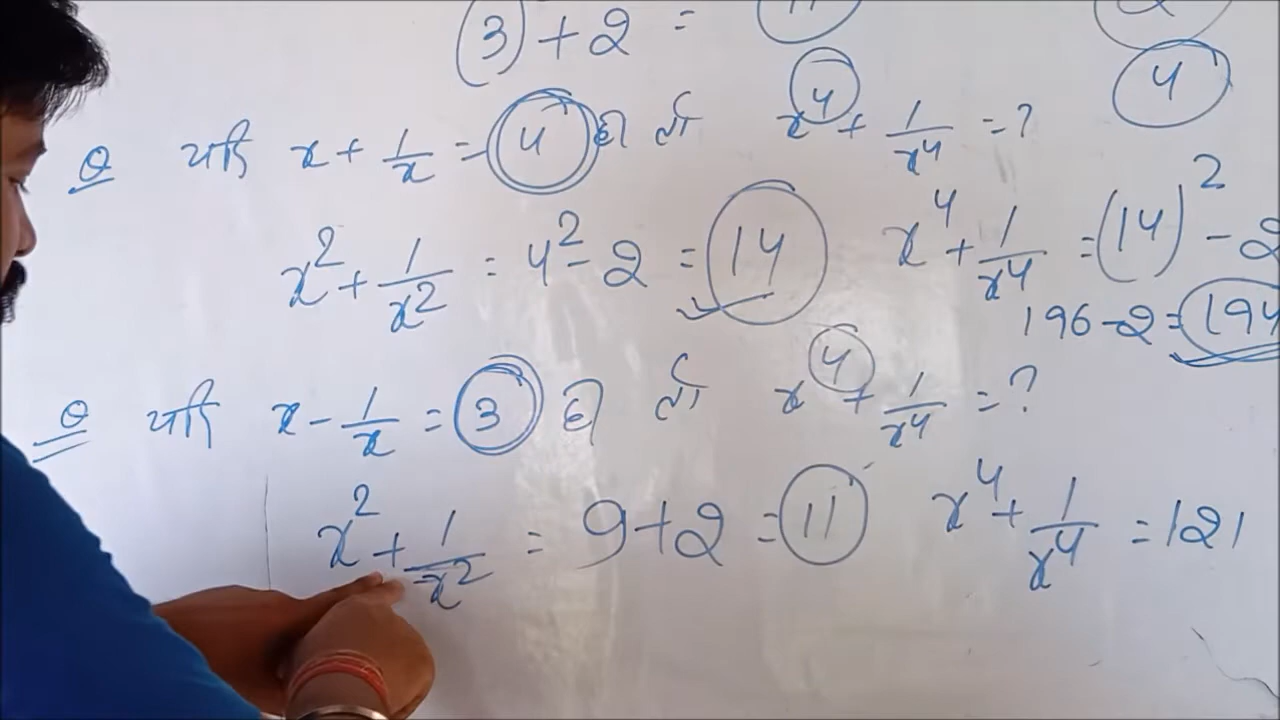 (3) + 2 = 11
4
Q यदि x + 1/x = 4 हो तो x⁴ + 1/x⁴ = ?
x² + 1/x² = 4² - 2 = 14 x⁴ + 1/x⁴ = (14)² - 2
196 - 2 = 194
Q यदि x - 1/x = 3 हो तो x⁴ + 1/x⁴ = ?
x² + 1/x² = 9 + 2 = 11 x⁴ + 1/x⁴ = 121